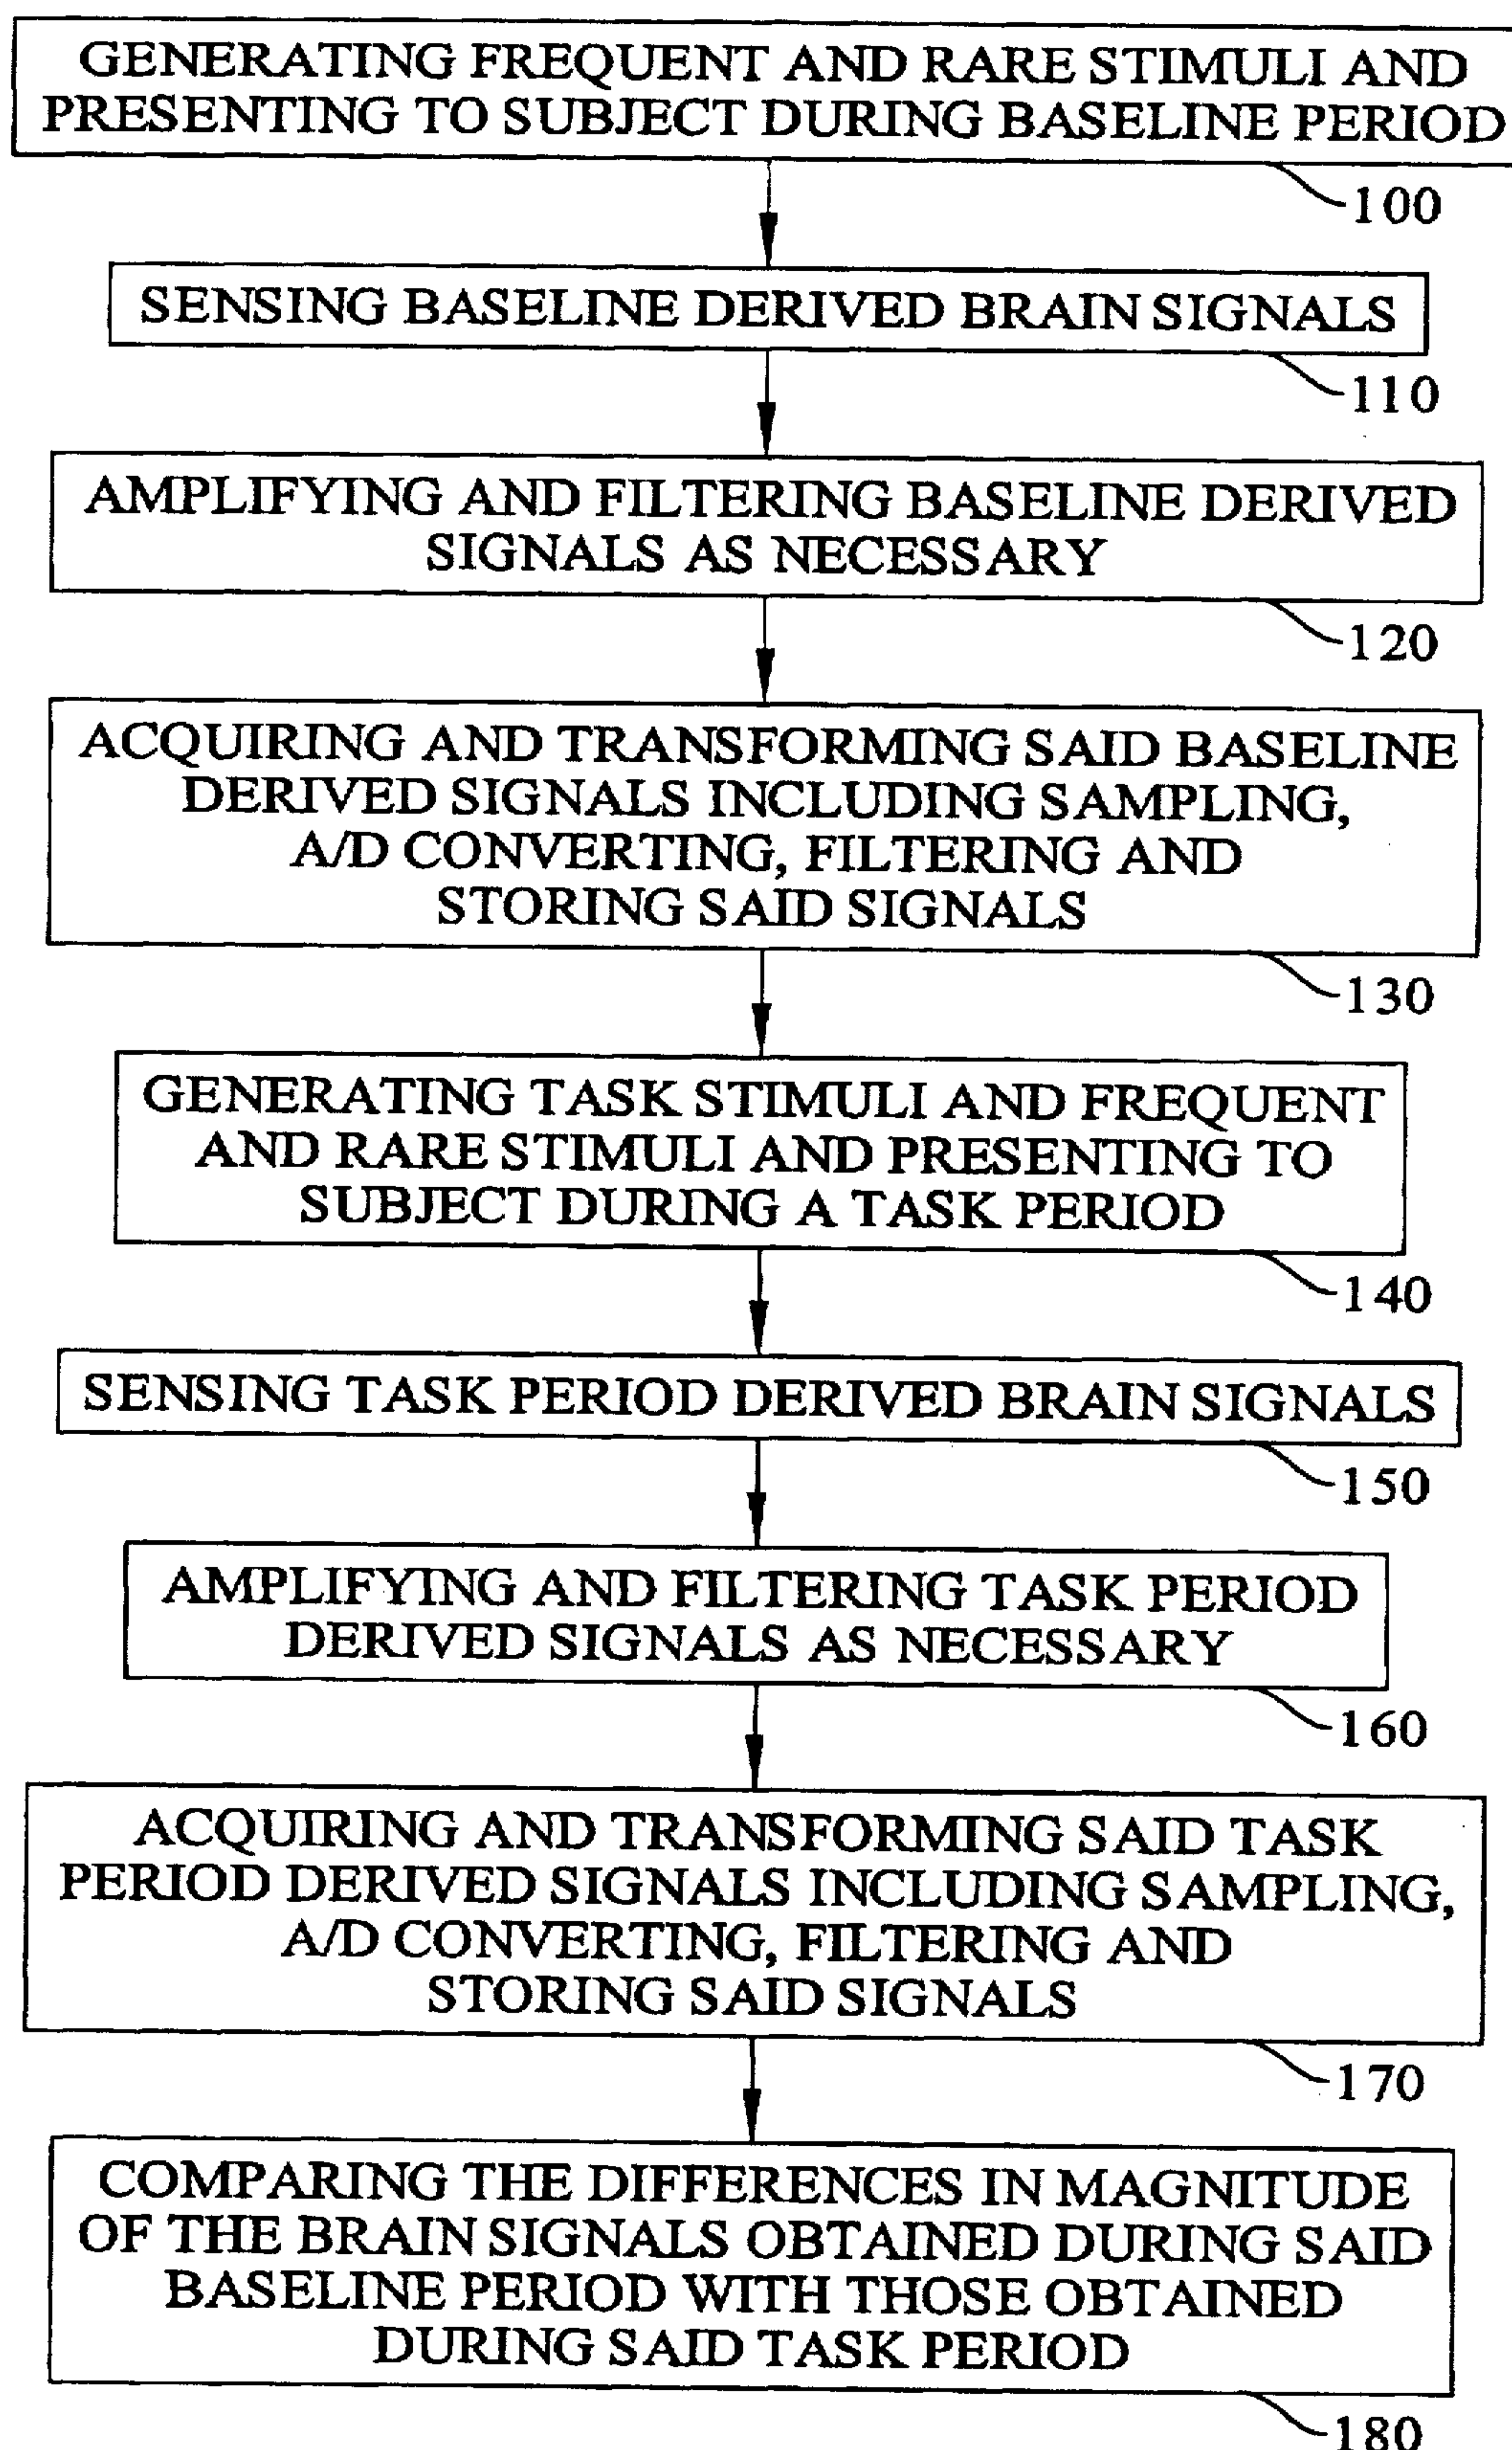 GENERATING FREQUENT AND RARE STIMULI AND
PRESENTING TO SUBJECT DURING BASELINE PERIOD
100
SENSING BASELINE DERIVED BRAIN SIGNALS
110
AMPLIFYING AND FILTERING BASELINE DERIVED
SIGNALS AS NECESSARY
120
ACQUIRING AND TRANSFORMING SAID BASELINE
DERIVED SIGNALS INCLUDING SAMPLING,
A/D CONVERTING, FILTERING AND
STORING SAID SIGNALS
130
GENERATING TASK STIMULI AND FREQUENT
AND RARE STIMULI AND PRESENTING TO
SUBJECT DURING A TASK PERIOD
140
SENSING TASK PERIOD DERIVED BRAIN SIGNALS
150
AMPLIFYING AND FILTERING TASK PERIOD
DERIVED SIGNALS AS NECESSARY
160
ACQUIRING AND TRANSFORMING SAID TASK
PERIOD DERIVED SIGNALS INCLUDING SAMPLING,
A/D CONVERTING, FILTERING AND
STORING SAID SIGNALS
170
COMPARING THE DIFFERENCES IN MAGNITUDE
OF THE BRAIN SIGNALS OBTAINED DURING SAID
BASELINE PERIOD WITH THOSE OBTAINED
DURING SAID TASK PERIOD
180